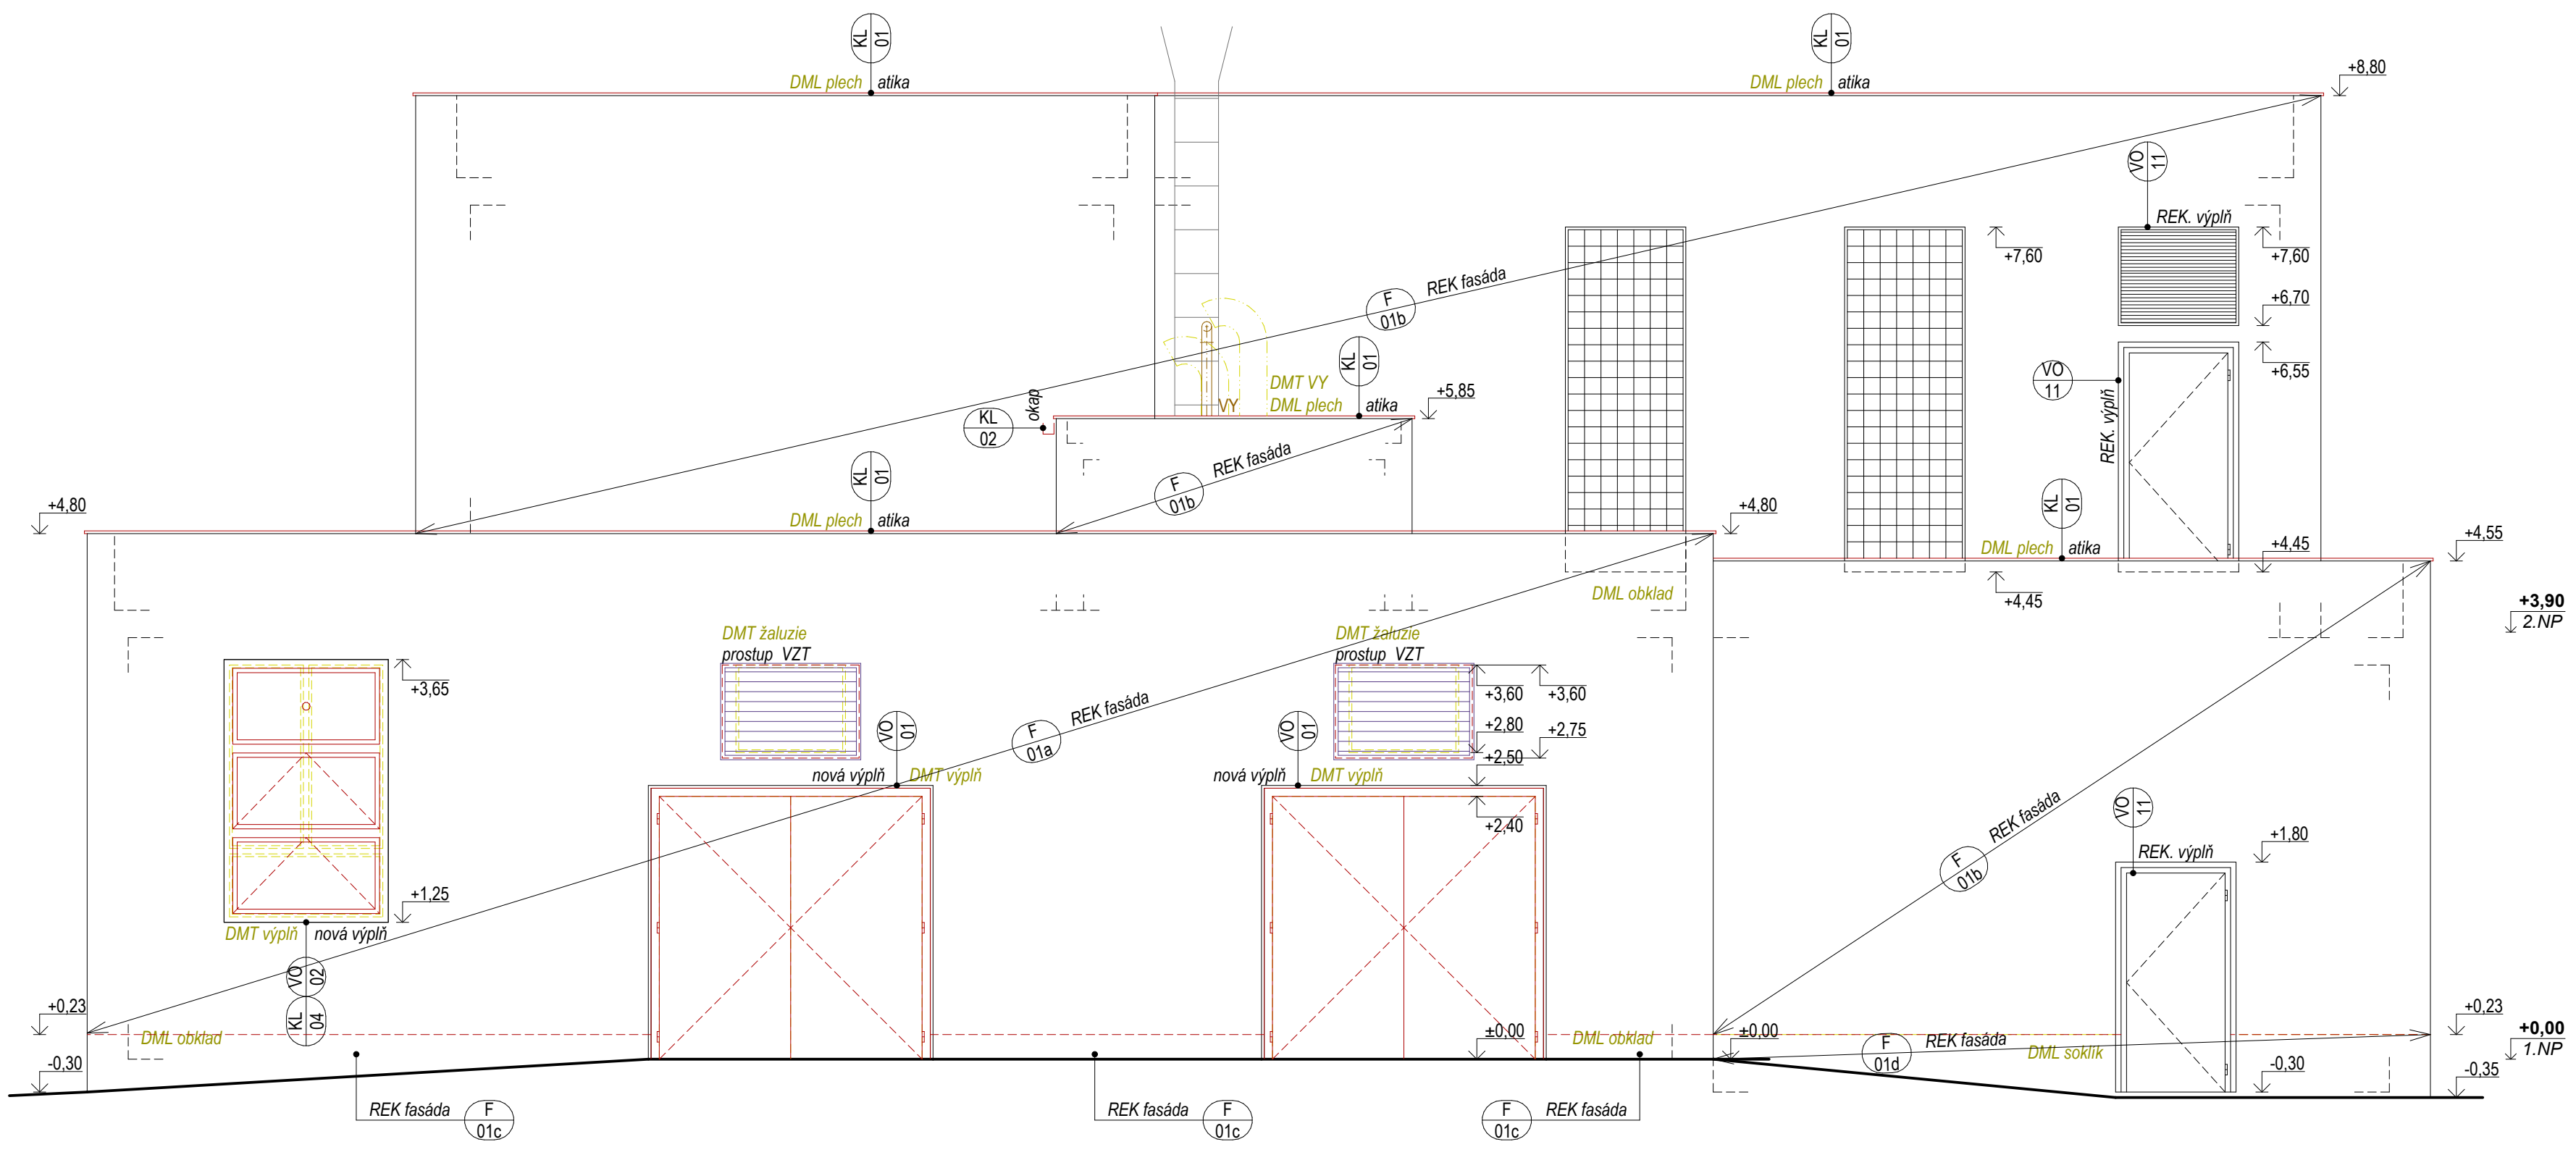 KL
01
KL
01
DML plech atika
DML plech atika
+8,80
VO
11
REK. výplň
+7,60
+7,60
F
01b
REK fasáda
+6,70
KL
01
+6,55
VO
11
REK. výplň
DMT VY
DML plech atika
VY
+5,85
okap
KL
02
REK fasáda
F
01b
KL
01
DML plech atika
+4,80
+4,80
KL
01
DML plech atika
+4,45
+4,55
+4,45
DML obklad
+3,90
2.NP
DMT žaluzie
prostup VZT
DMT žaluzie
prostup VZT
+3,65
+3,60
+3,60
+2,80
+2,75
+2,50
+2,40
F
01a
REK fasáda
VO
01
nová výplň DMT výplň
VO
01
nová výplň DMT výplň
F
01b
REK fasáda
VO
11
REK. výplň
+1,80
+1,25
DMT výplň nová výplň
VO
02
KL
04
+0,23
DML obklad
-0,30
±0,00
DML obklad
±0,00
F
01d
REK fasáda
DML soklík
+0,23
+0,00
1.NP
-0,30
-0,35
REK fasáda
F
01c
REK fasáda
F
01c
F
01c
REK fasáda